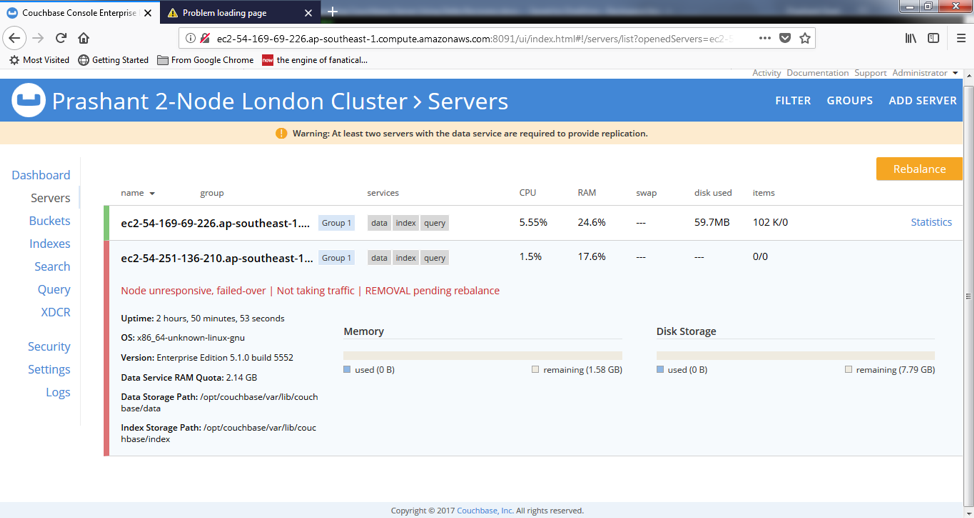 Couchbase Console Enterprise
Problem loading page
ec2-54-169-69-226.ap-southeast-1.compute.amazonaws.com:8091/ui/index.html#!/servers/list?openedServers=ec2-5
Most Visited Getting Started From Google Chrome now the engine of fanatical...
Activity Documentation Support Administrator
Prashant 2-Node London Cluster > Servers
FILTER GROUPS ADD SERVER
Warning: At least two servers with the data service are required to provide replication.
Dashboard
Servers
Buckets
Indexes
Search
Query
XDCR
Security
Settings
Logs
Rebalance
name group services CPU RAM swap disk used items
ec2-54-169-69-226.ap-southeast-1.... Group 1 data index query 5.55% 24.6% --- 59.7MB 102 K/0 Statistics
ec2-54-251-136-210.ap-southeast-1... Group 1 data index query 1.5% 17.6% --- --- 0/0
Node unresponsive, failed-over | Not taking traffic | REMOVAL pending rebalance
Uptime: 2 hours, 50 minutes, 53 seconds
OS: x86_64-unknown-linux-gnu
Version: Enterprise Edition 5.1.0 build 5552
Data Service RAM Quota: 2.14 GB
Data Storage Path: /opt/couchbase/var/lib/couch
base/data
Index Storage Path: /opt/couchbase/var/lib/couc
hbase/index
Memory
used (0 B) remaining (1.58 GB)
Disk Storage
used (0 B) remaining (7.79 GB)
Copyright © 2017 Couchbase, Inc. All rights reserved.